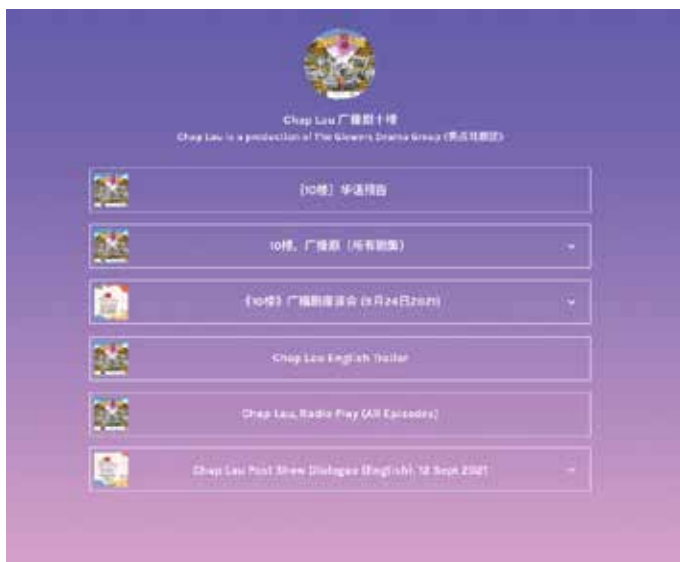 Chap Lau 广播剧十楼
Chap Lau is a production of The Glowers Drama Group (亮点戏剧团)
《10楼》 华语预告
10楼，广播剧（所有剧集）
《10楼》广播剧座谈会 (9月26日2021)
Chap Lau English Trailer
Chap Lau, Radio Play (All Episodes)
Chap Lau Post Show Dialogue (English): 12 Sept 2021